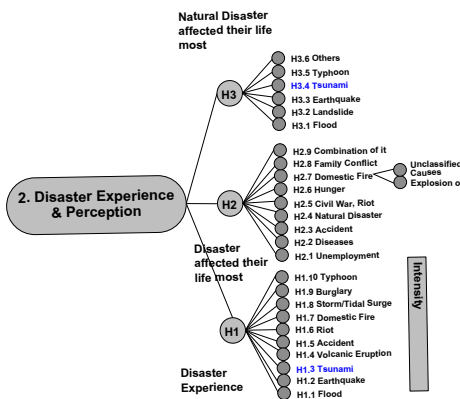 Natural Disaster
affected their life
most
H3
H3.6 Others
H3.5 Typhoon
H3.4 Tsunami
H3.3 Earthquake
H3.2 Landslide
H3.1 Flood
2. Disaster Experience
& Perception
H2
H2.9 Combination of it
H2.8 Family Conflict
H2.7 Domestic Fire
H2.6 Hunger
H2.5 Civil War, Riot
H2.4 Natural Disaster
H2.3 Accident
H2.2 Diseases
H2.1 Unemployment
Unclassified
Causes
Explosion o
Disaster
affected their
life most
H1
H1.10 Typhoon
H1.9 Burglary
H1.8 Storm/Tidal Surge
H1.7 Domestic Fire
H1.6 Riot
H1.5 Accident
H1.4 Volcanic Eruption
H1.3 Tsunami
H1.2 Earthquake
H1.1 Flood
Disaster
Experience
Intensity